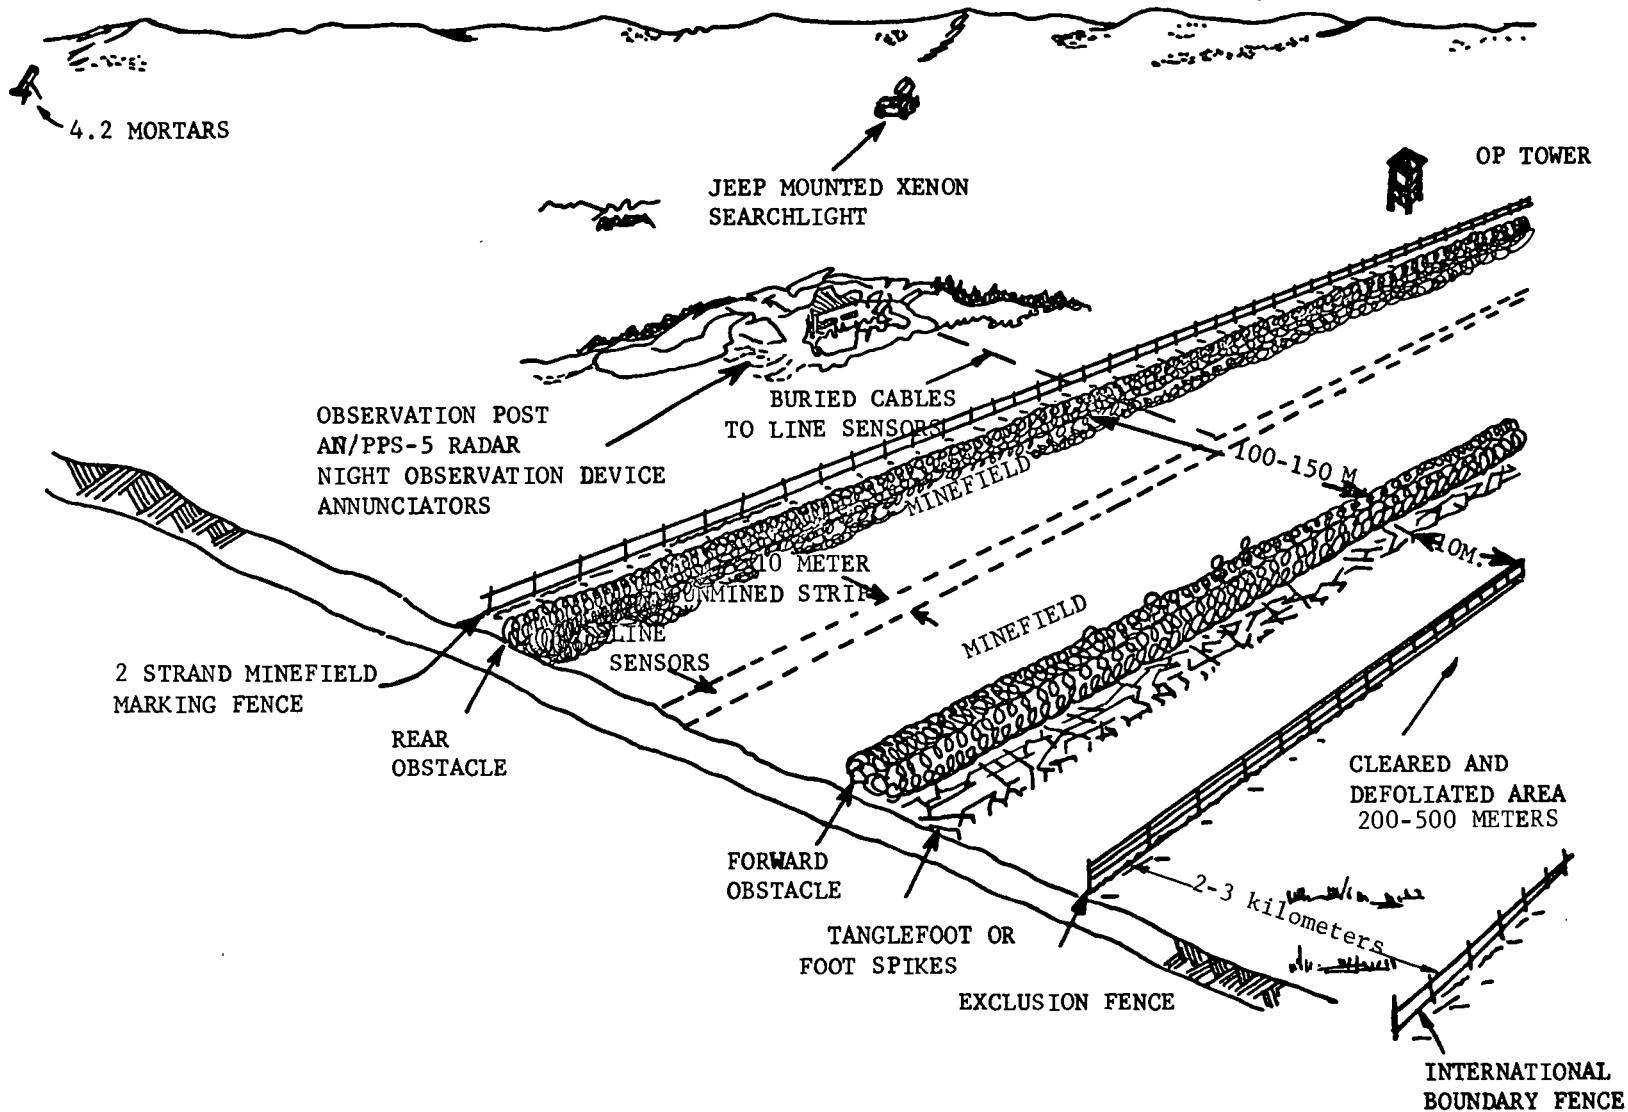 4.2 MORTARS
JEEP MOUNTED XENON
SEARCHLIGHT
OP TOWER
OBSERVATION POST
AN/PPS-5 RADAR
NIGHT OBSERVATION DEVICE
ANNUNCIATORS
BURIED CABLES
TO LINE SENSORS
100-150 M
MINEFIELD
10 METER
UNMINED STRIP
LINE
SENSORS
MINEFIELD
10M.
2 STRAND MINEFIELD
MARKING FENCE
REAR
OBSTACLE
FORWARD
OBSTACLE
TANGLEFOOT OR
FOOT SPIKES
EXCLUSION FENCE
CLEARED AND
DEFOLIATED AREA
200-500 METERS
2-3 kilometers
INTERNATIONAL
BOUNDARY FENCE